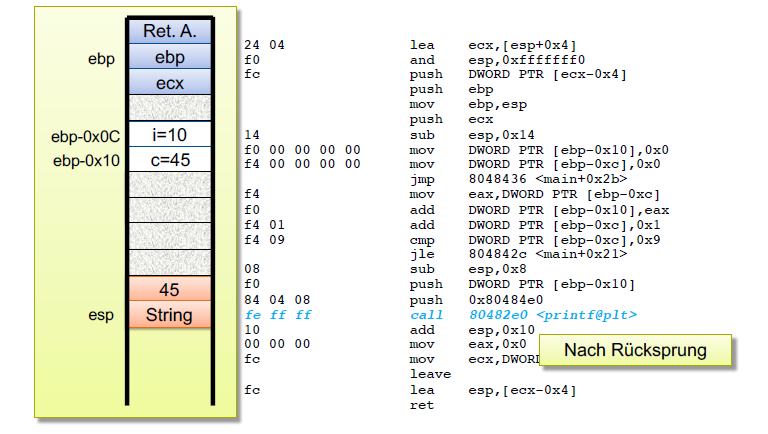 Ret. A.
ebp ebp
ecx
ebp-0x0C i=10
ebp-0x10 c=45
45
esp String
24 04 lea ecx,[esp+0x4]
f0 and esp,0xfffffff0
fc push DWORD PTR [ecx-0x4]
push ebp
mov ebp,esp
push ecx
14 sub esp,0x14
f0 00 00 00 00 mov DWORD PTR [ebp-0x10],0x0
f4 00 00 00 00 mov DWORD PTR [ebp-0xc],0x0
jmp 8048436 <main+0x2b>
f4 mov eax,DWORD PTR [ebp-0xc]
f0 add DWORD PTR [ebp-0x10],eax
f4 01 add DWORD PTR [ebp-0xc],0x1
f4 09 cmp DWORD PTR [ebp-0xc],0x9
jle 804842c <main+0x21>
08 sub esp,0x8
f0 push DWORD PTR [ebp-0x10]
84 04 08 push 0x80484e0
fe ff ff call 80482e0 <printf@plt>
10 add esp,0x10
00 00 00 mov eax,0x0
fc mov ecx,DWORD
leave
fc lea esp,[ecx-0x4]
ret
Nach Rücksprung